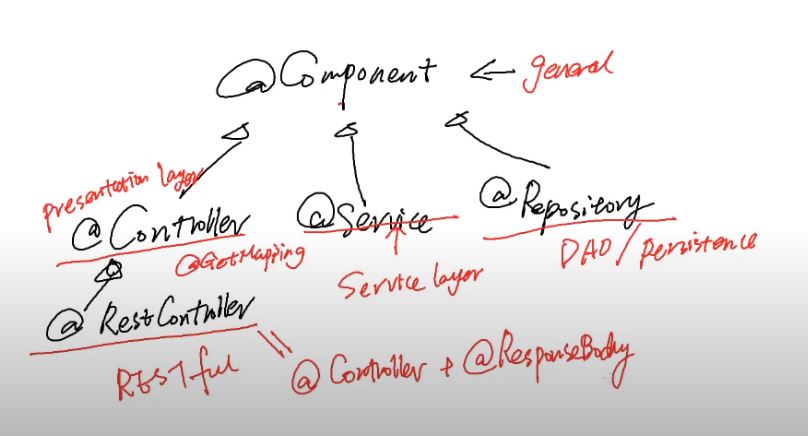 @Component ← general
presentation layer
@Controller @Service @Repository
@GetMapping
DAO/persistence
Service layer
@RestController
RESTful
@Controller + @ResponseBody